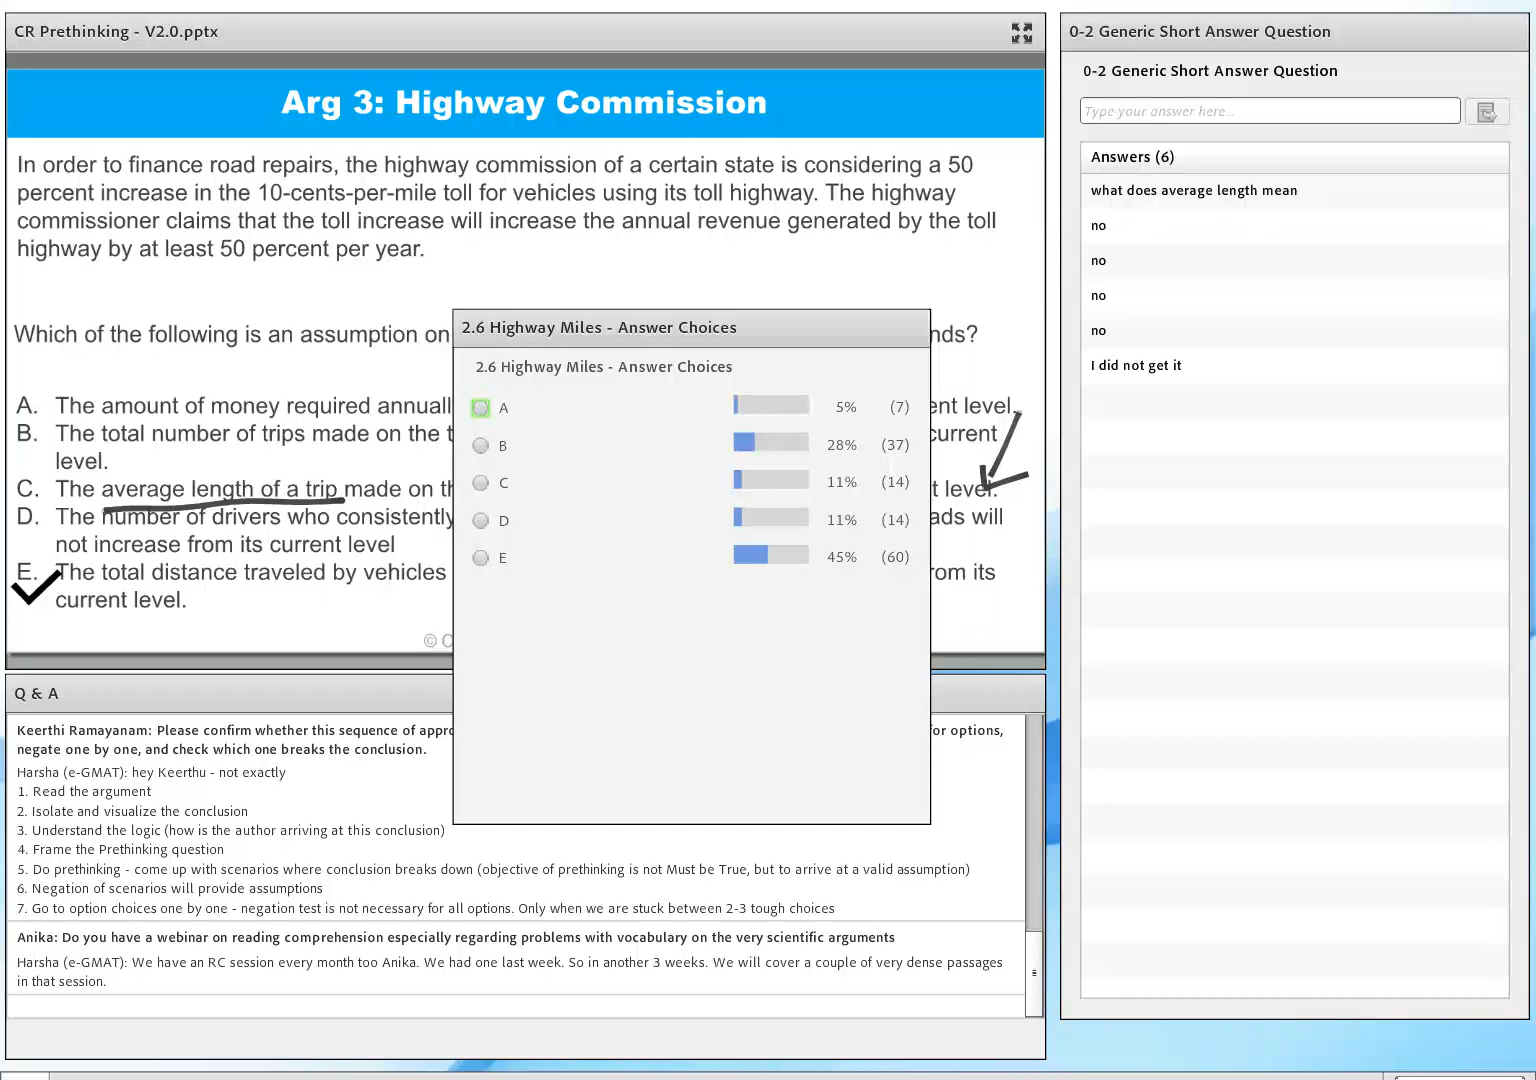 CR Prethinking - V2.0.pptx
Arg 3: Highway Commission
In order to finance road repairs, the highway commission of a certain state is considering a 50
percent increase in the 10-cents-per-mile toll for vehicles using its toll highway. The highway
commissioner claims that the toll increase will increase the annual revenue generated by the toll
highway by at least 50 percent per year.
Which of the following is an assumption on nds?
A. The amount of money required annuall ent level.
B. The total number of trips made on the t current
level.
C. The average length of a trip made on th t level.
D. The number of drivers who consistently ads will
not increase from its current level
E. The total distance traveled by vehicles rom its
current level.
© C
2.6 Highway Miles - Answer Choices
2.6 Highway Miles - Answer Choices
A 5% (7)
B 28% (37)
C 11% (14)
D 11% (14)
E 45% (60)
Q & A
Keerthi Ramayanam: Please confirm whether this sequence of appr for options,
negate one by one, and check which one breaks the conclusion.
Harsha (e-GMAT): hey Keerthu - not exactly
1. Read the argument
2. Isolate and visualize the conclusion
3. Understand the logic (how is the author arriving at this conclusion)
4. Frame the Prethinking question
5. Do prethinking - come up with scenarios where conclusion breaks down (objective of prethinking is not Must be True, but to arrive at a valid assumption)
6. Negation of scenarios will provide assumptions
7. Go to option choices one by one - negation test is not necessary for all options. Only when we are stuck between 2-3 tough choices
Anika: Do you have a webinar on reading comprehension especially regarding problems with vocabulary on the very scientific arguments
Harsha (e-GMAT): We have an RC session every month too Anika. We had one last week. So in another 3 weeks. We will cover a couple of very dense passages
in that session.
0-2 Generic Short Answer Question
0-2 Generic Short Answer Question
Type your answer here...
Answers (6)
what does average length mean
no
no
no
no
I did not get it